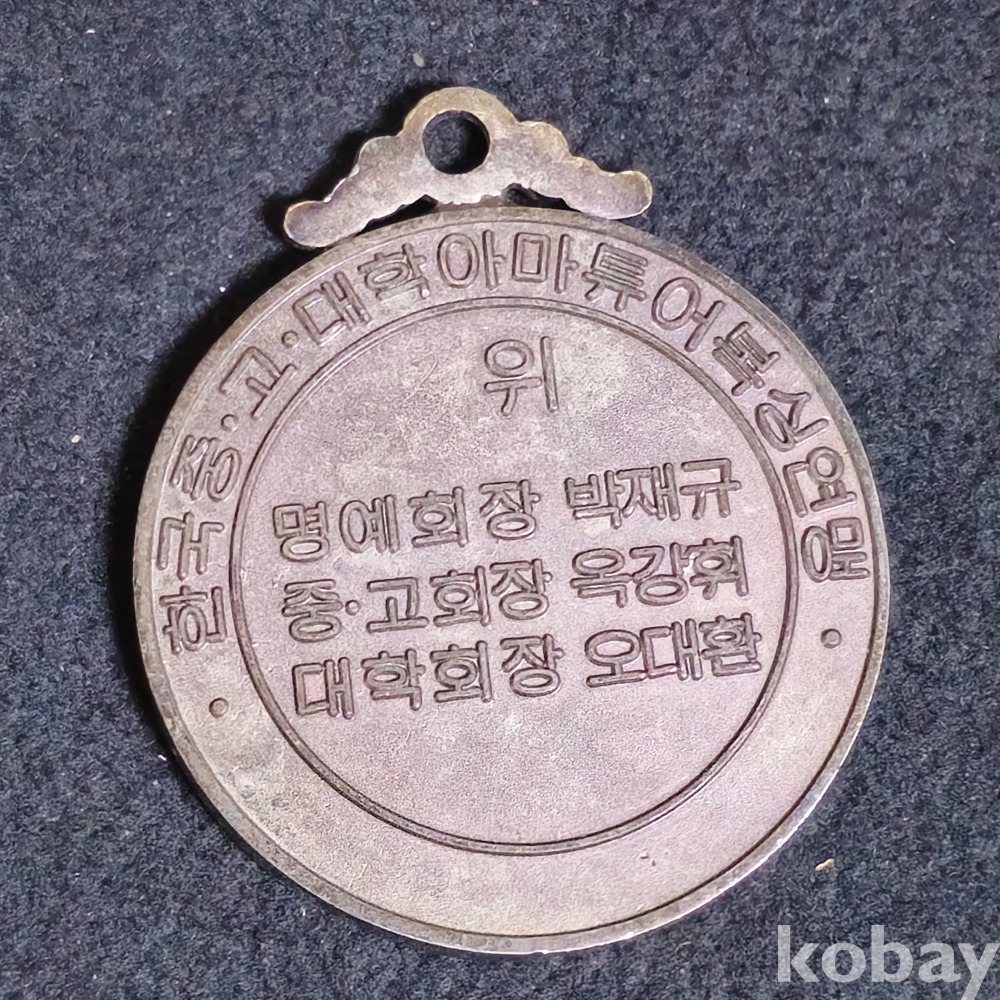 한국중·고·대학아마튜어복싱연맹
위
명예회장 박재규
중·고회장 옥강휘
대학회장 오대환
kobay